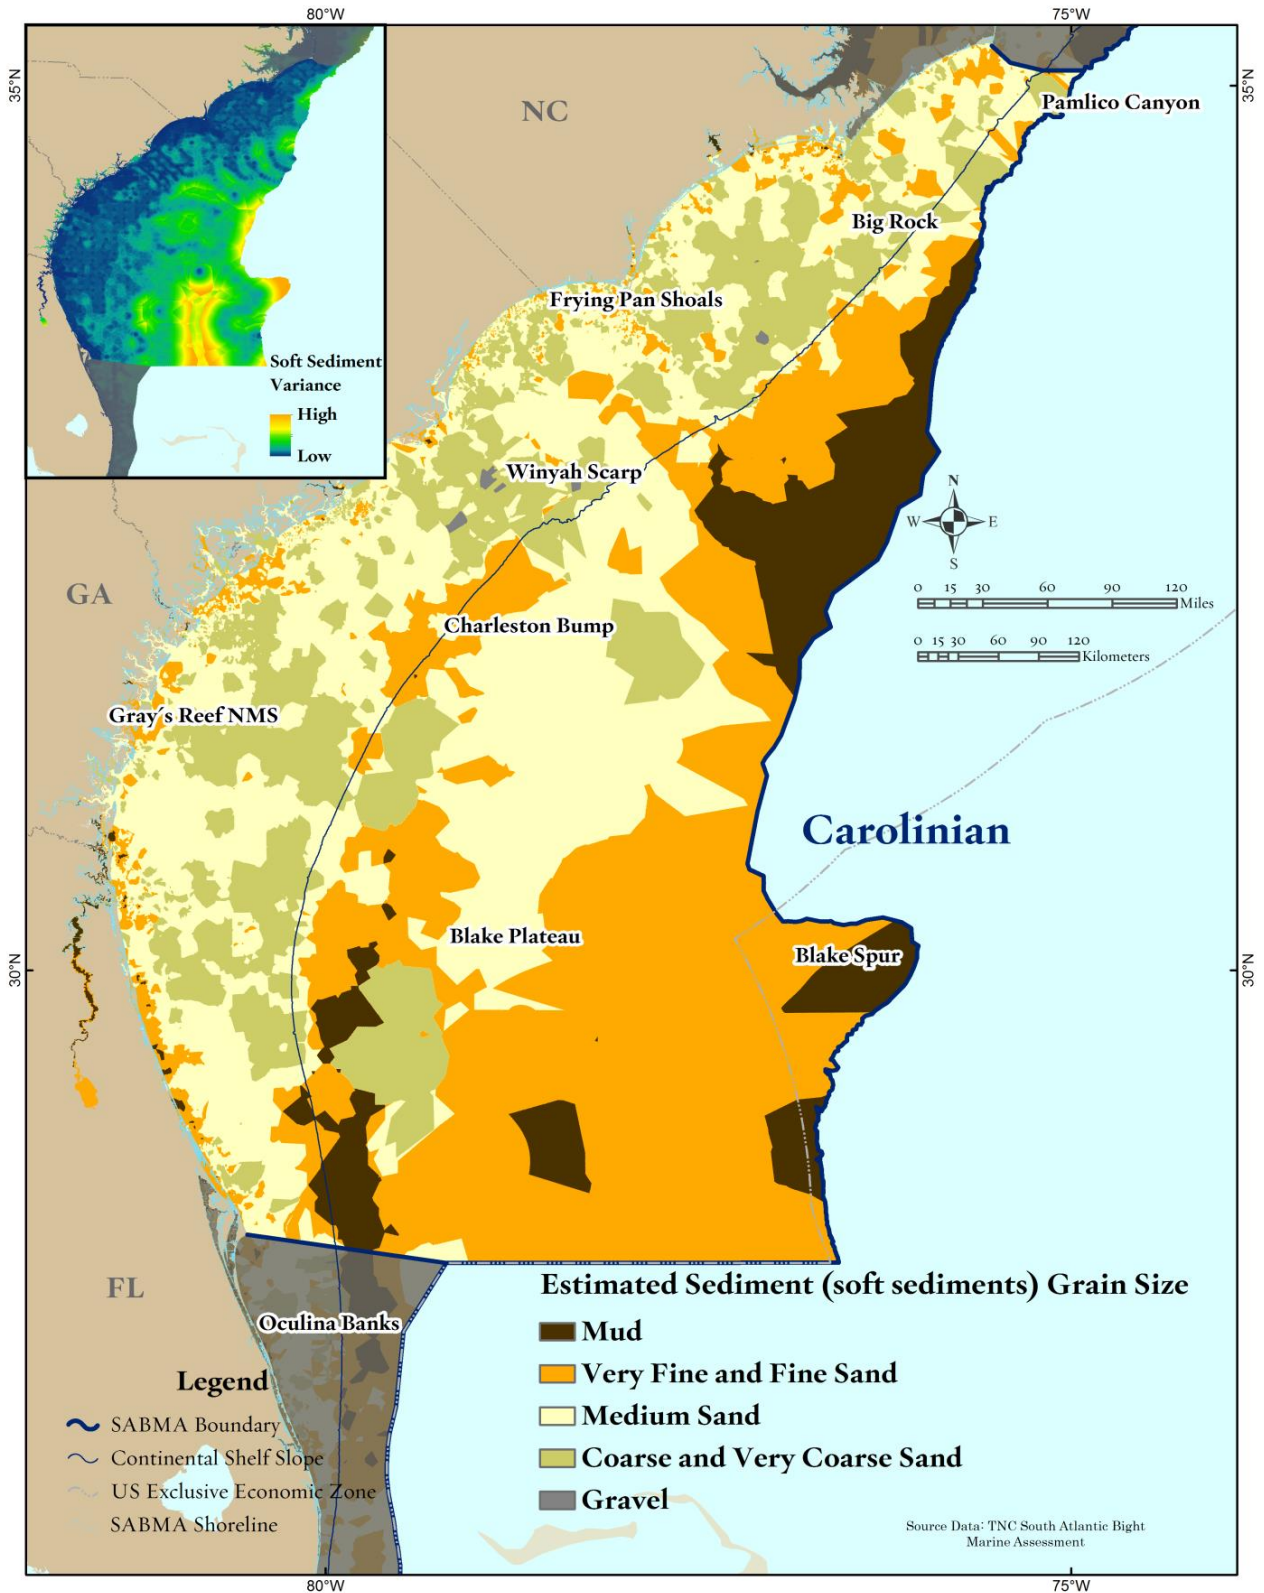 80°W
75°W
35°N
35°N
NC
Pamlico Canyon
Big Rock
Frying Pan Shoals
Soft Sediment
Variance
High
Low
Winyah Scarp
N
W
E
S
0 15 30 60 90 120
Miles
0 15 30 60 90 120
Kilometers
GA
Charleston Bump
Gray´s Reef NMS
Carolinian
Blake Plateau
Blake Spur
30°N
30°N
FL
Oculina Banks
Estimated Sediment (soft sediments) Grain Size
Mud
Very Fine and Fine Sand
Medium Sand
Coarse and Very Coarse Sand
Gravel
Legend
SABMA Boundary
Continental Shelf Slope
US Exclusive Economic Zone
SABMA Shoreline
Source Data: TNC South Atlantic Bight
Marine Assessment
80°W
75°W